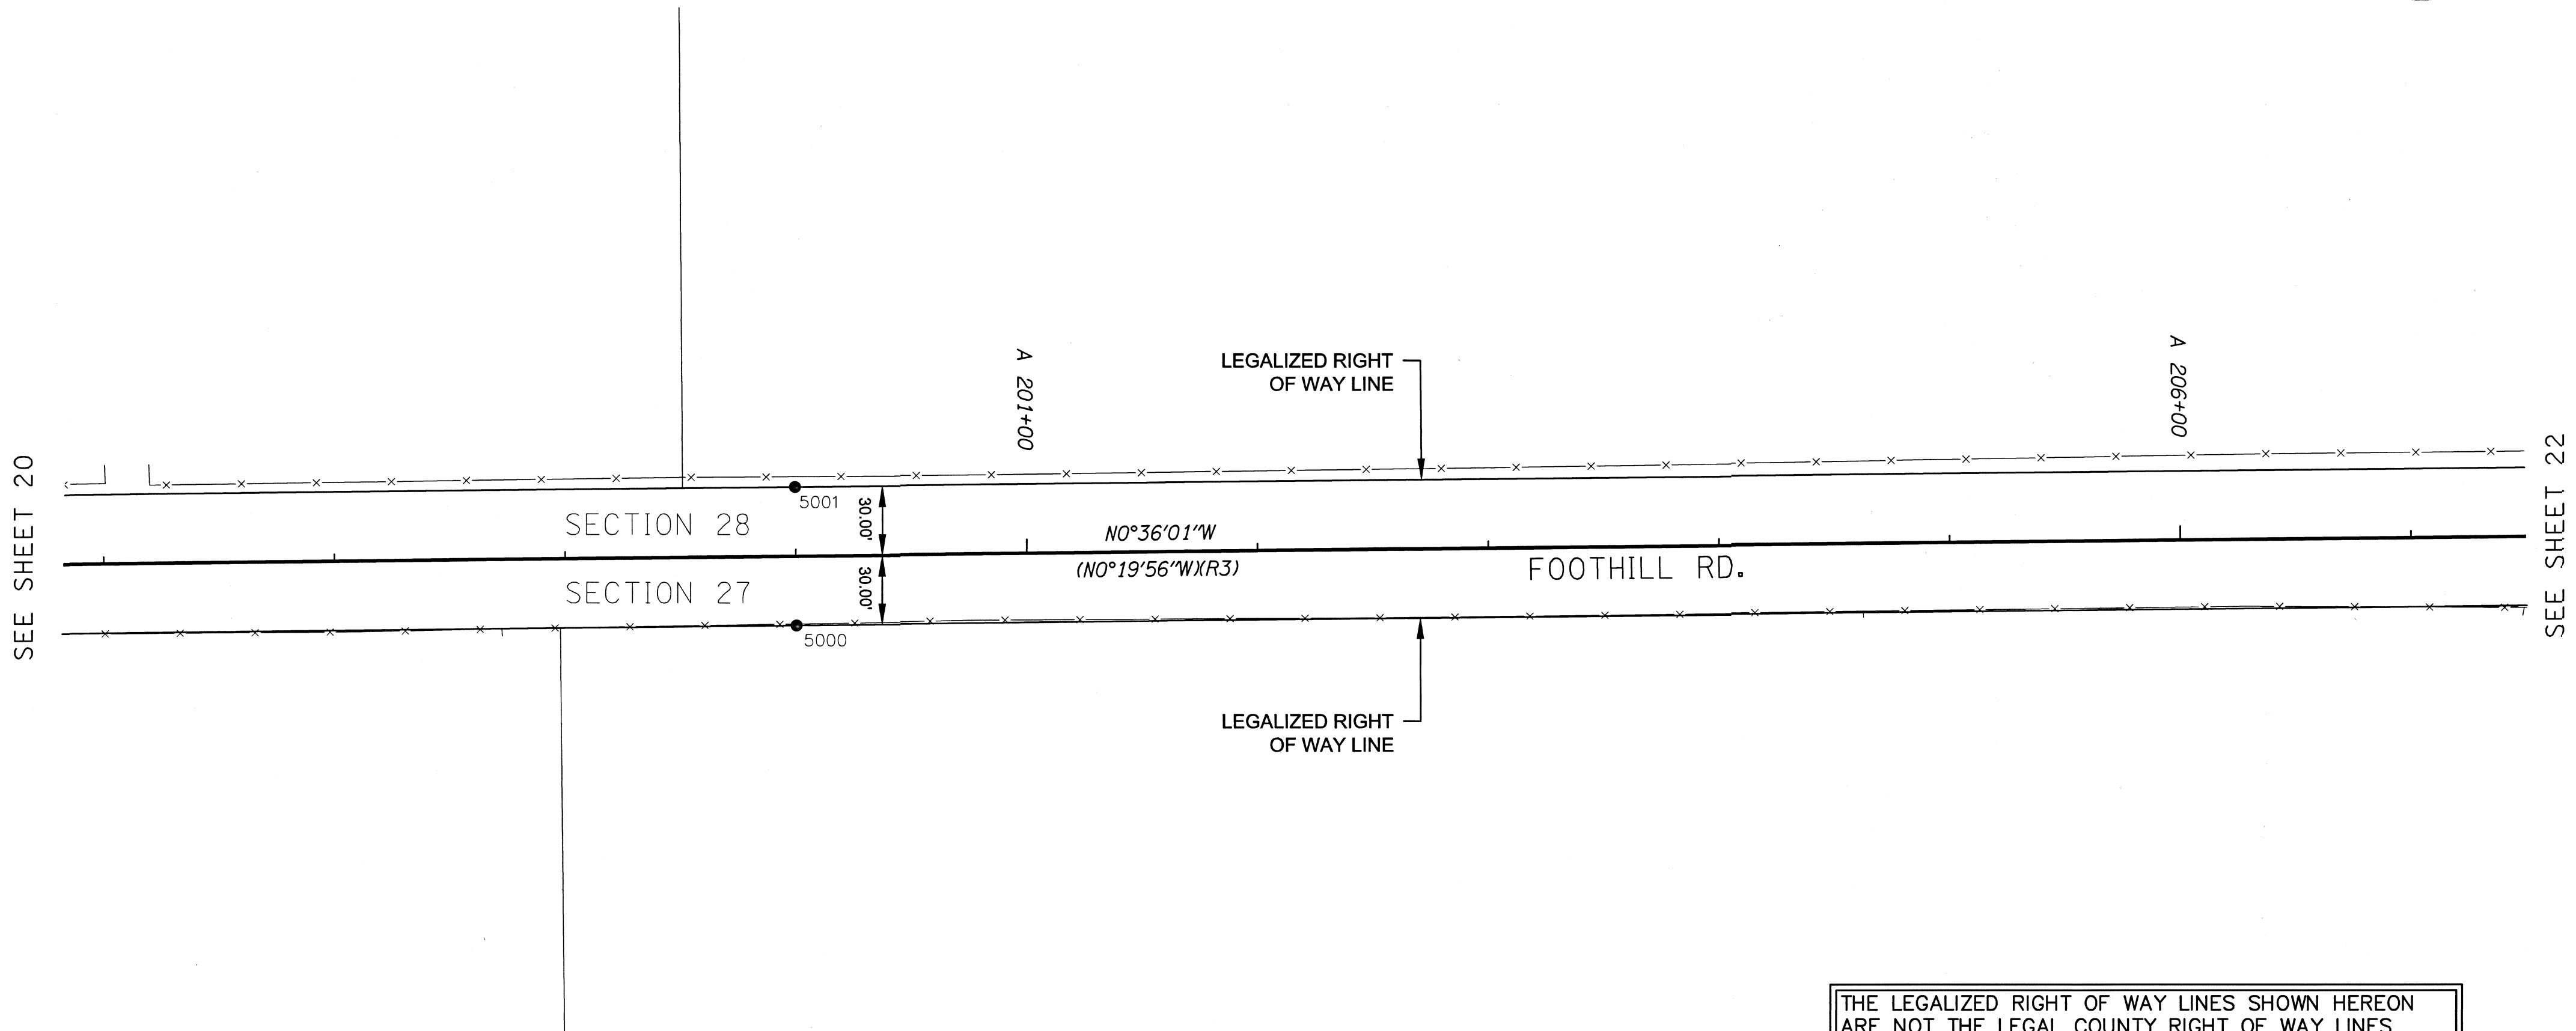 SEE SHEET 20
A 201+00
A 206+00
LEGALIZED RIGHT
OF WAY LINE
SEE SHEET 22
5001
30.00'
SECTION 28
N0°36'01"W
(N0°19'56"W)(R3)
FOOTHILL RD.
SECTION 27
30.00'
5000
LEGALIZED RIGHT
OF WAY LINE
THE LEGALIZED RIGHT OF WAY LINES SHOWN HEREON
ARE NOT THE LEGAL COUNTY RIGHT OF WAY LINES